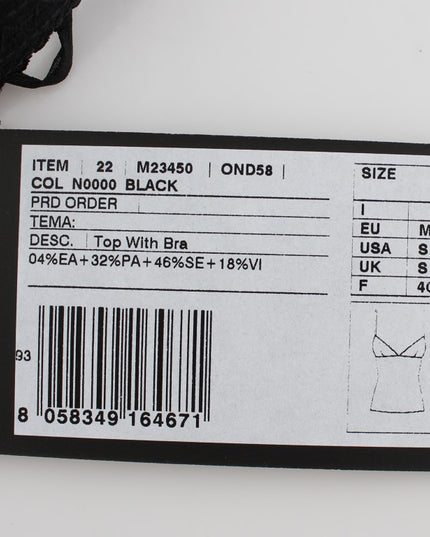 ITEM | 22 | M23450 | OND58 |
COL N0000 BLACK
PRD ORDER
TEMA:
DESC. Top With Bra
04%EA+32%PA+46%SE+18%VI
93
8 058349 164671
SIZE
I
EU M
USA S
UK S
F 40